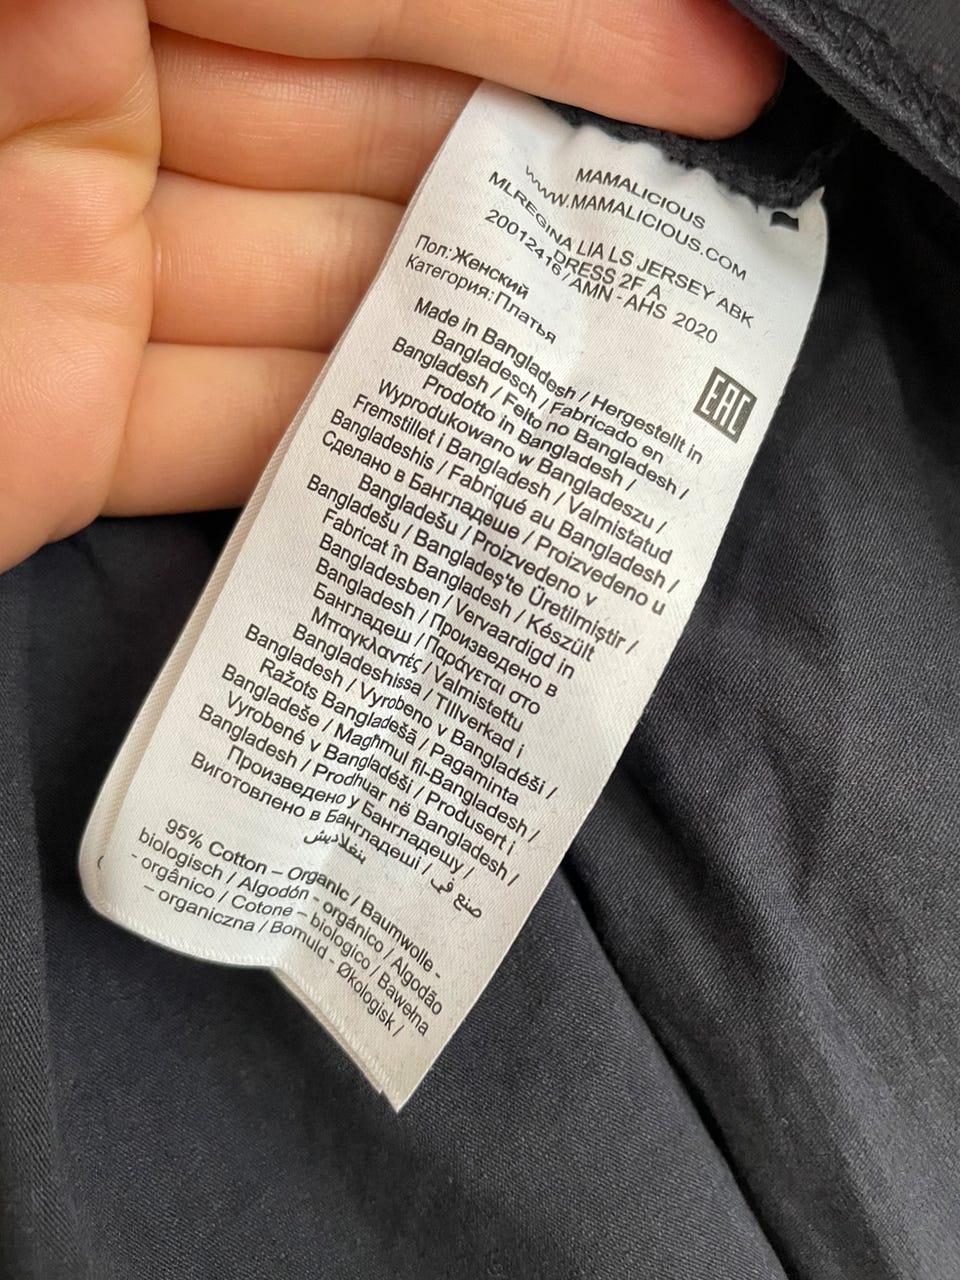 MAMALICIOUS
WWW.MAMALICIOUS.COM
MLREGINA LIA LS JERSEY ABK
DRESS 2F A
20012416 / AMN - AHS 2020
Пол:Женский
Категория:Платья
EAC
Made in Bangladesh / Hergestellt in
Bangladesch / Fabricado en
Bangladesh / Feito no Bangladesh /
Prodotto in Bangladesh /
Wyprodukowano w Bangladeszu /
Fremstillet i Bangladesh / Valmistatud
Bangladeshis / Fabriqué au Bangladesh /
Сделано в Бангладеше / Proizvedeno u
Bangladešu / Proizvedeno v
Bangladešu / Bangladeş'te Üretilmiştir /
Fabricat în Bangladesh / Készült
Bangladesben / Vervaardigd in
Bangladesh / Произведено в
Бангладеш / Παράγεται στο
Μπαγκλαντές / Valmistettu
Bangladeshissa / Tillverkad i
Bangladesh / Vyrobeno v Bangladéši /
Ražots Bangladešā / Pagaminta
Bangladeše / Magħmul fil-Bangladesh /
Vyrobené v Bangladéši / Produsert i
Bangladesh / Prodhuar në Bangladesh /
Произведено у Бангладешу /
Виготовлено в Бангладеші / صنع في
بنغلاديش
95% Cotton – Organic / Baumwolle -
biologisch / Algodón - orgánico / Algodão
- orgânico / Cotone – biologico / Bawełna
– organiczna / Bomuld - Økologisk /